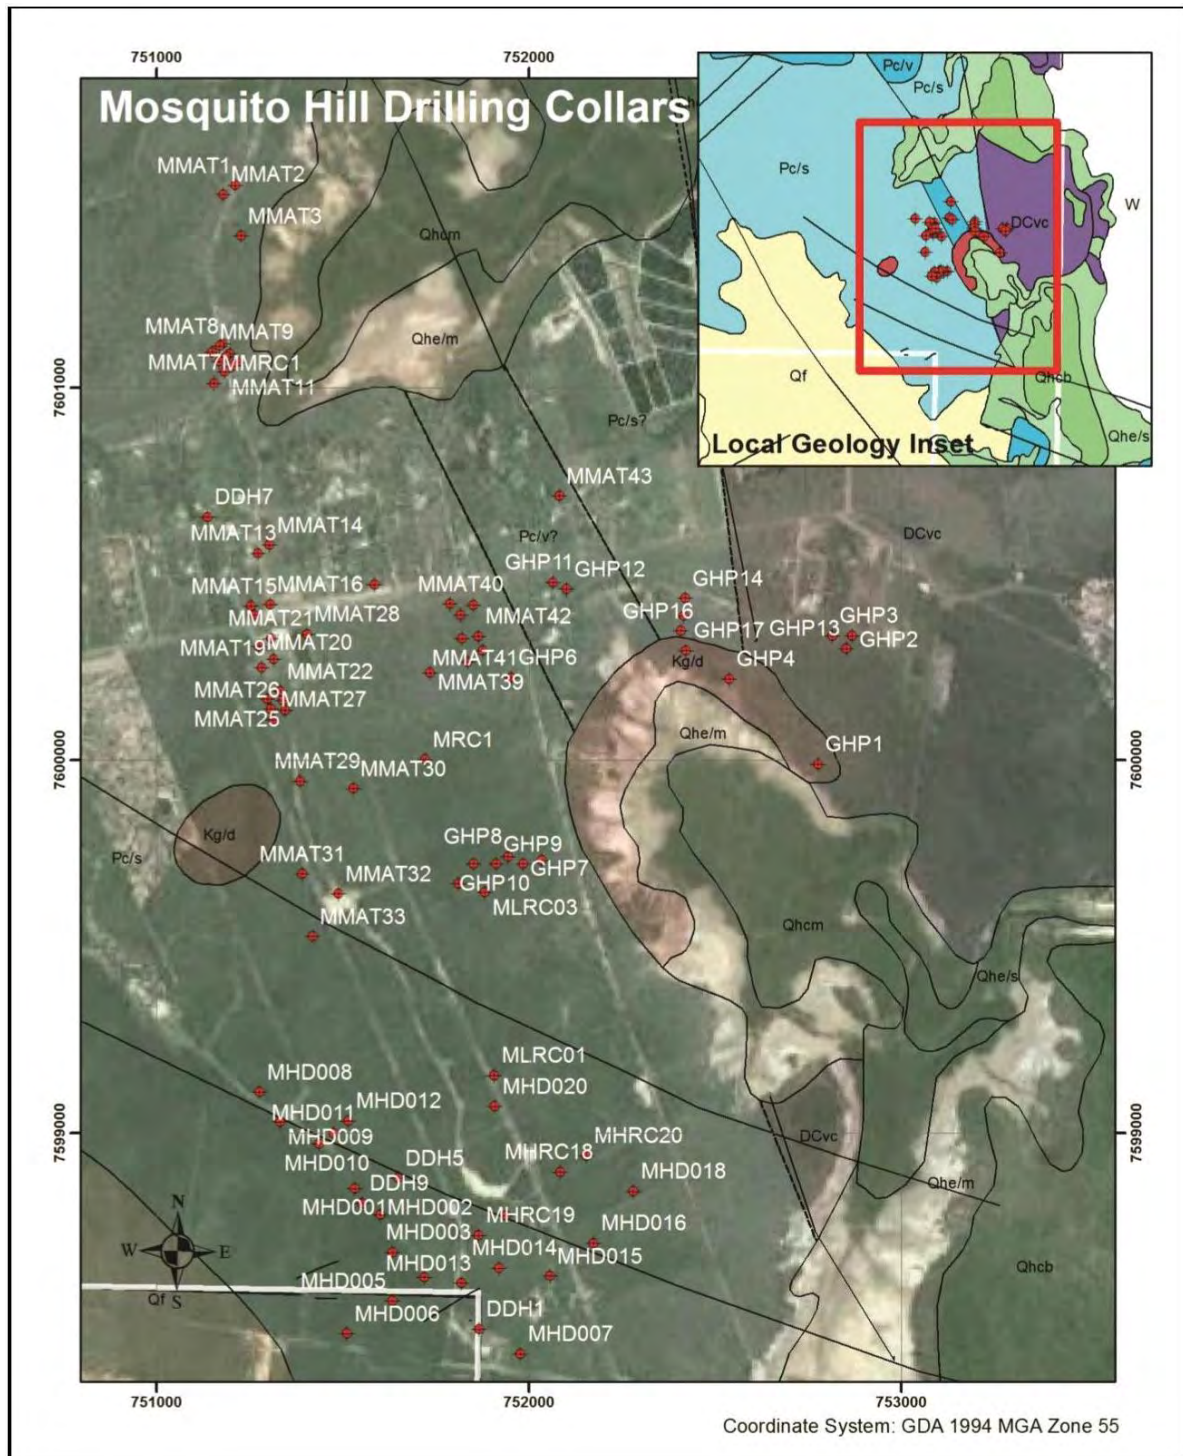 751000
752000
Mosquito Hill Drilling Collars
Pc/v
Pc/s
Pc/s
W
DCvc
Qf
Qhcb
Qhe/s
Local Geology Inset
MMAT1
MMAT2
MMAT3
Qhcm
Qhe/m
MMAT8
MMAT9
MMAT7
MMRC1
MMAT11
7601000
7601000
Pc/s?
MMAT43
DDH7
MMAT14
MMAT13
Pc/v?
DCvc
GHP11
GHP12
MMAT15
MMAT16
MMAT40
GHP14
MMAT21
MMAT28
MMAT42
GHP16
GHP3
GHP13
GHP17
GHP2
MMAT19
MMAT20
MMAT41
GHP6
Kg/d
GHP4
MMAT22
MMAT39
MMAT26
MMAT27
MMAT25
Qhe/m
MRC1
GHP1
7600000
7600000
MMAT29
MMAT30
Kg/d
Pc/s
GHP8
GHP9
MMAT31
GHP7
MMAT32
GHP10
MLRC03
MMAT33
Qhcm
Qhe/s
MLRC01
MHD008
MHD020
MHD011
MHD012
MHD009
MHRC20
DCvc
7599000
7599000
MHD010
DDH5
MHRC18
MHD018
Qhe/m
DDH9
MHD001
MHD002
MHRC19
MHD016
MHD003
MHD014
MHD015
MHD013
MHD005
Qhcb
N
W
E
S
Qf
MHD006
DDH1
MHD007
751000
752000
753000
Coordinate System: GDA 1994 MGA Zone 55